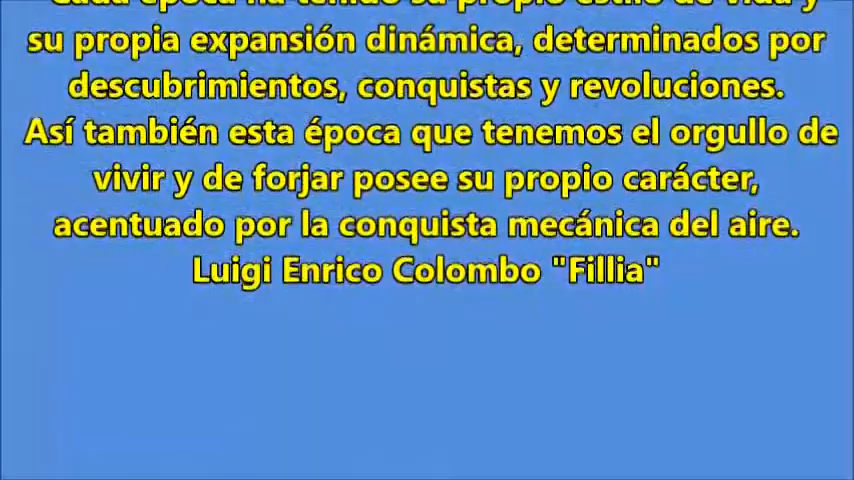 Cada época ha tenido su propio estilo de vida y
su propia expansión dinámica, determinados por
descubrimientos, conquistas y revoluciones.
Así también esta época que tenemos el orgullo de
vivir y de forjar posee su propio carácter,
acentuado por la conquista mecánica del aire.
Luigi Enrico Colombo "Fillia"